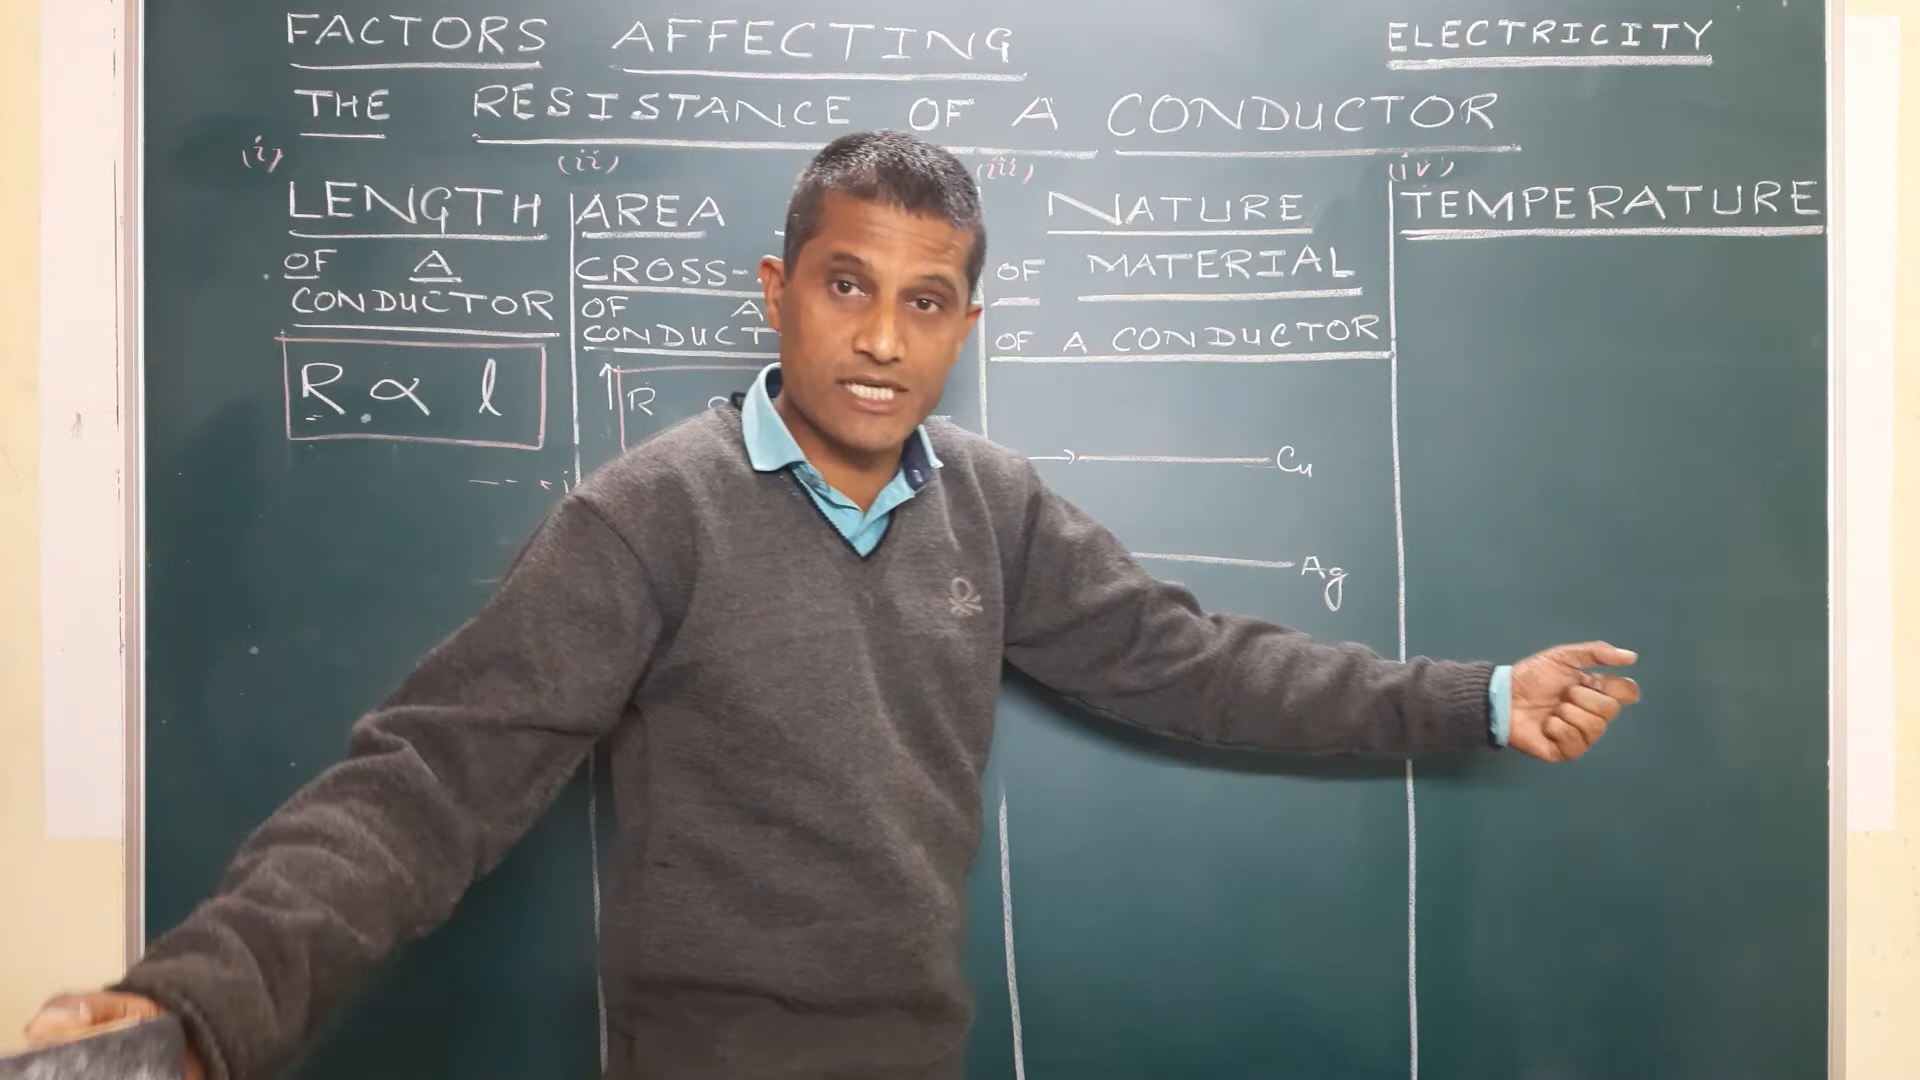 FACTORS AFFECTING
ELECTRICITY
THE RESISTANCE OF A CONDUCTOR
(i)
LENGTH
OF A
CONDUCTOR
R ∝ l
(ii)
AREA
CROSS-
OF A
CONDUCT
↑ R
(iii)
NATURE
OF MATERIAL
OF A CONDUCTOR
→ Cu
Ag
(iv)
TEMPERATURE